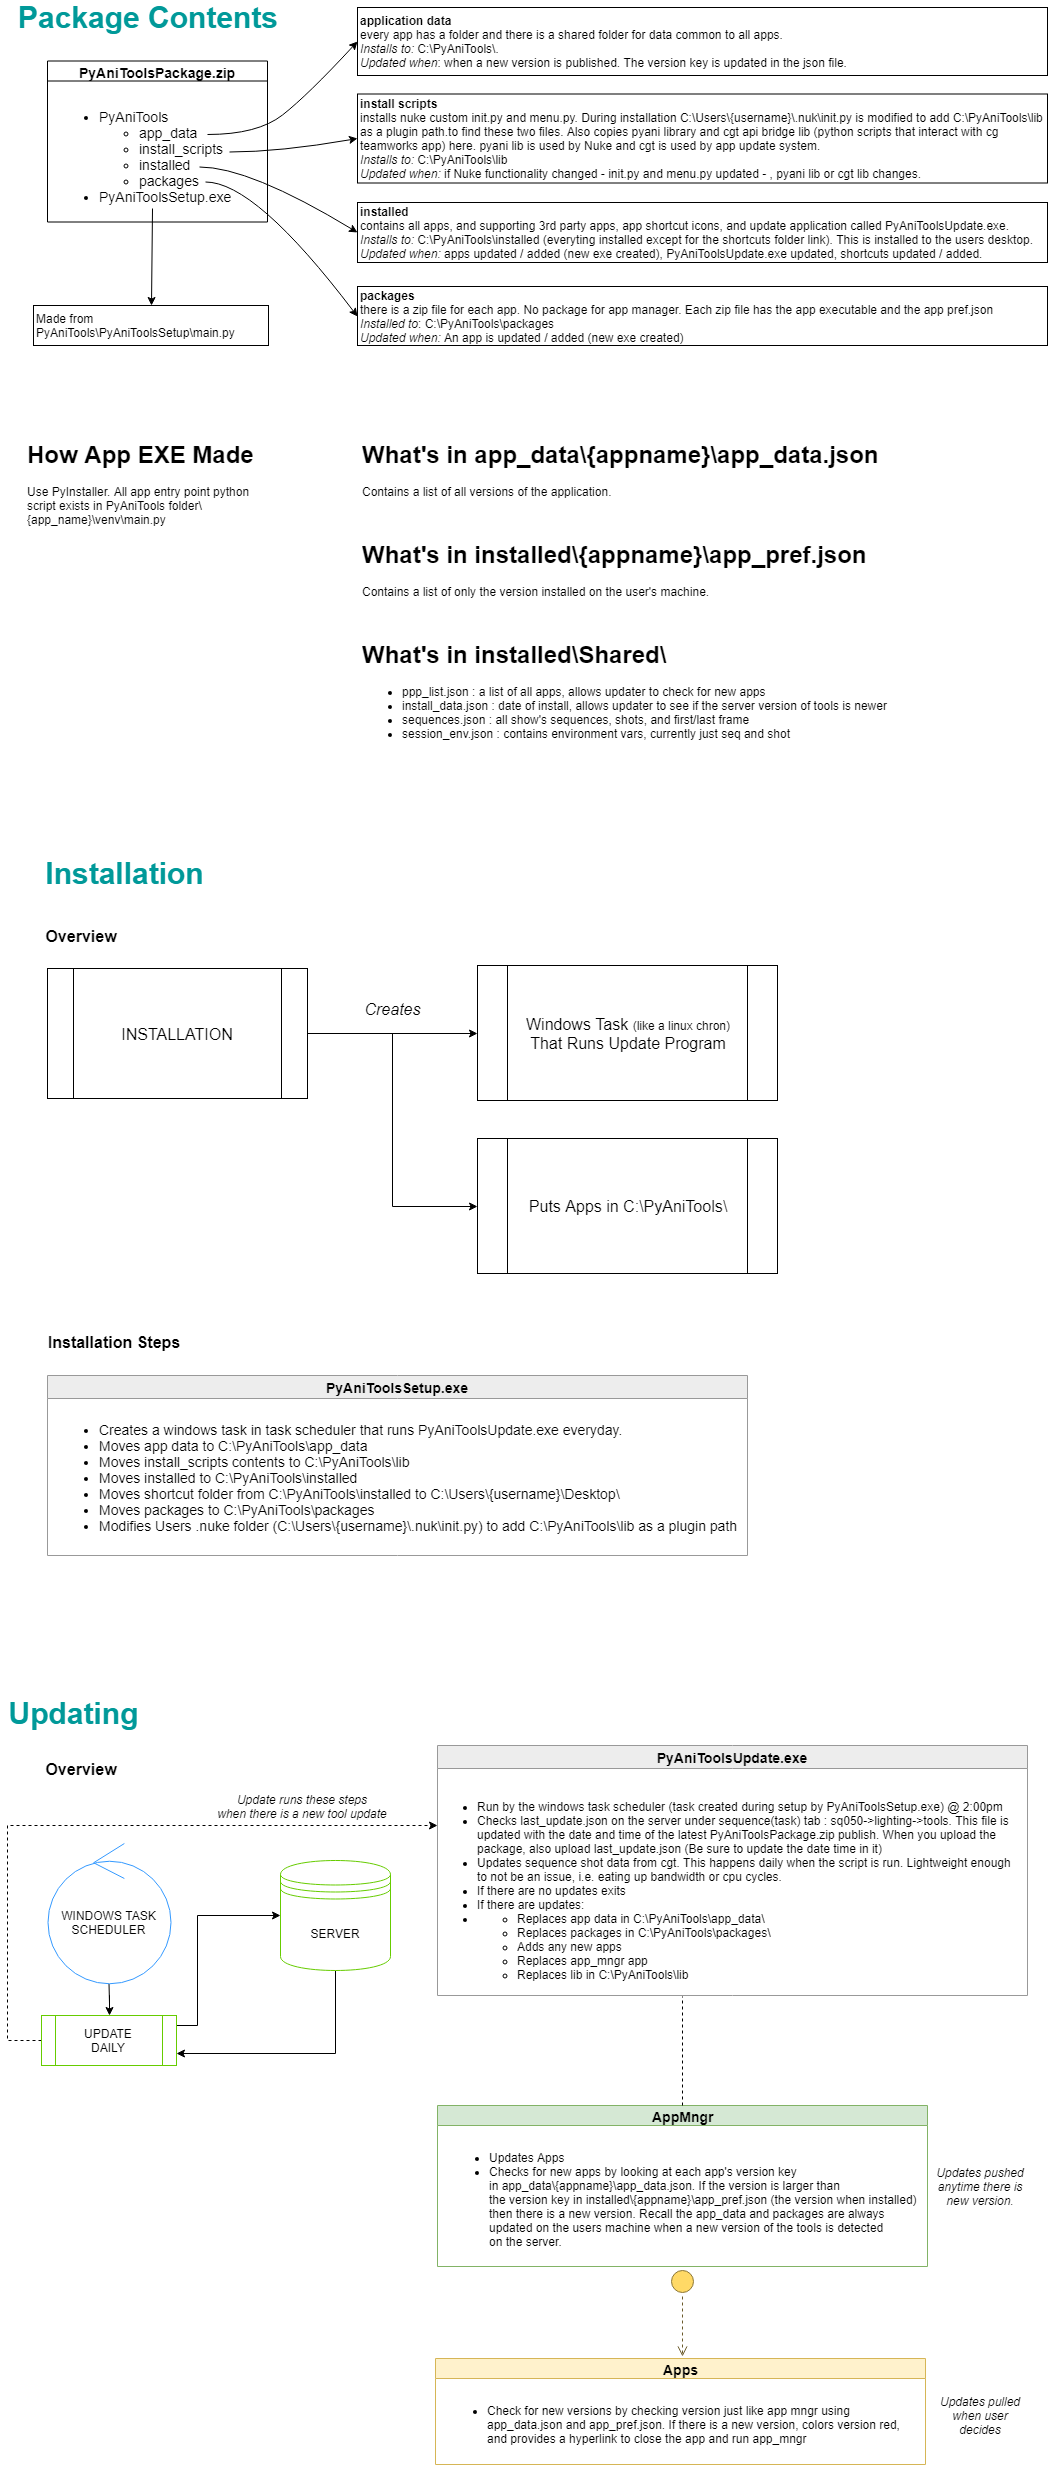 Package Contents
PyAniToolsPackage.zip
PyAniTools
app_data
install_scripts
installed
packages
PyAniToolsSetup.exe
Made from
PyAniTools\PyAniToolsSetup\main.py
application data
every app has a folder and there is a shared folder for data common to all apps.
Installs to: C:\PyAniTools\.
Updated when: when a new version is published. The version key is updated in the json file.
install scripts
installs nuke custom init.py and menu.py. During installation C:\Users\{username}\.nuk\init.py is modified to add C:\PyAniTools\lib
as a plugin path.to find these two files. Also copies pyani library and cgt api bridge lib (python scripts that interact with cg
teamworks app) here. pyani lib is used by Nuke and cgt is used by app update system.
Installs to: C:\PyAniTools\lib
Updated when: if Nuke functionality changed - init.py and menu.py updated - , pyani lib or cgt lib changes.
installed
contains all apps, and supporting 3rd party apps, app shortcut icons, and update application called PyAniToolsUpdate.exe.
Installs to: C:\PyAniTools\installed (everyting installed except for the shortcuts folder link). This is installed to the users desktop.
Updated when: apps updated / added (new exe created), PyAniToolsUpdate.exe updated, shortcuts updated / added.
packages
there is a zip file for each app. No package for app manager. Each zip file has the app executable and the app pref.json
Installed to: C:\PyAniTools\packages
Updated when: An app is updated / added (new exe created)
How App EXE Made
Use PyInstaller. All app entry point python
script exists in PyAniTools folder\
{app_name}\venv\main.py
What's in app_data\{appname}\app_data.json
Contains a list of all versions of the application.
What's in installed\{appname}\app_pref.json
Contains a list of only the version installed on the user's machine.
What's in installed\Shared\
ppp_list.json : a list of all apps, allows updater to check for new apps
install_data.json : date of install, allows updater to see if the server version of tools is newer
sequences.json : all show's sequences, shots, and first/last frame
session_env.json : contains environment vars, currently just seq and shot
Installation
Overview
INSTALLATION
Creates
Windows Task (like a linux chron)
That Runs Update Program
Puts Apps in C:\PyAniTools\
Installation Steps
PyAniToolsSetup.exe
Creates a windows task in task scheduler that runs PyAniToolsUpdate.exe everyday.
Moves app data to C:\PyAniTools\app_data
Moves install_scripts contents to C:\PyAniTools\lib
Moves installed to C:\PyAniTools\installed
Moves shortcut folder from C:\PyAniTools\installed to C:\Users\{username}\Desktop\
Moves packages to C:\PyAniTools\packages
Modifies Users .nuke folder (C:\Users\{username}\.nuk\init.py) to add C:\PyAniTools\lib as a plugin path
Updating
Overview
Update runs these steps
when there is a new tool update
WINDOWS TASK
SCHEDULER
SERVER
UPDATE
DAILY
PyAniToolsUpdate.exe
Run by the windows task scheduler (task created during setup by PyAniToolsSetup.exe) @ 2:00pm
Checks last_update.json on the server under sequence(task) tab : sq050->lighting->tools. This file is
updated with the date and time of the latest PyAniToolsPackage.zip publish. When you upload the
package, also upload last_update.json (Be sure to update the date time in it)
Updates sequence shot data from cgt. This happens daily when the script is run. Lightweight enough
to not be an issue, i.e. eating up bandwidth or cpu cycles.
If there are no updates exits
If there are updates:
Replaces app data in C:\PyAniTools\app_data\
Replaces packages in C:\PyAniTools\packages\
Adds any new apps
Replaces app_mngr app
Replaces lib in C:\PyAniTools\lib
AppMngr
Updates Apps
Checks for new apps by looking at each app's version key
in app_data\{appname}\app_data.json. If the version is larger than
the version key in installed\{appname}\app_pref.json (the version when installed)
then there is a new version. Recall the app_data and packages are always
updated on the users machine when a new version of the tools is detected
on the server.
Updates pushed
anytime there is
new version.
Apps
Check for new versions by checking version just like app mngr using
app_data.json and app_pref.json. If there is a new version, colors version red,
and provides a hyperlink to close the app and run app_mngr
Updates pulled
when user
decides